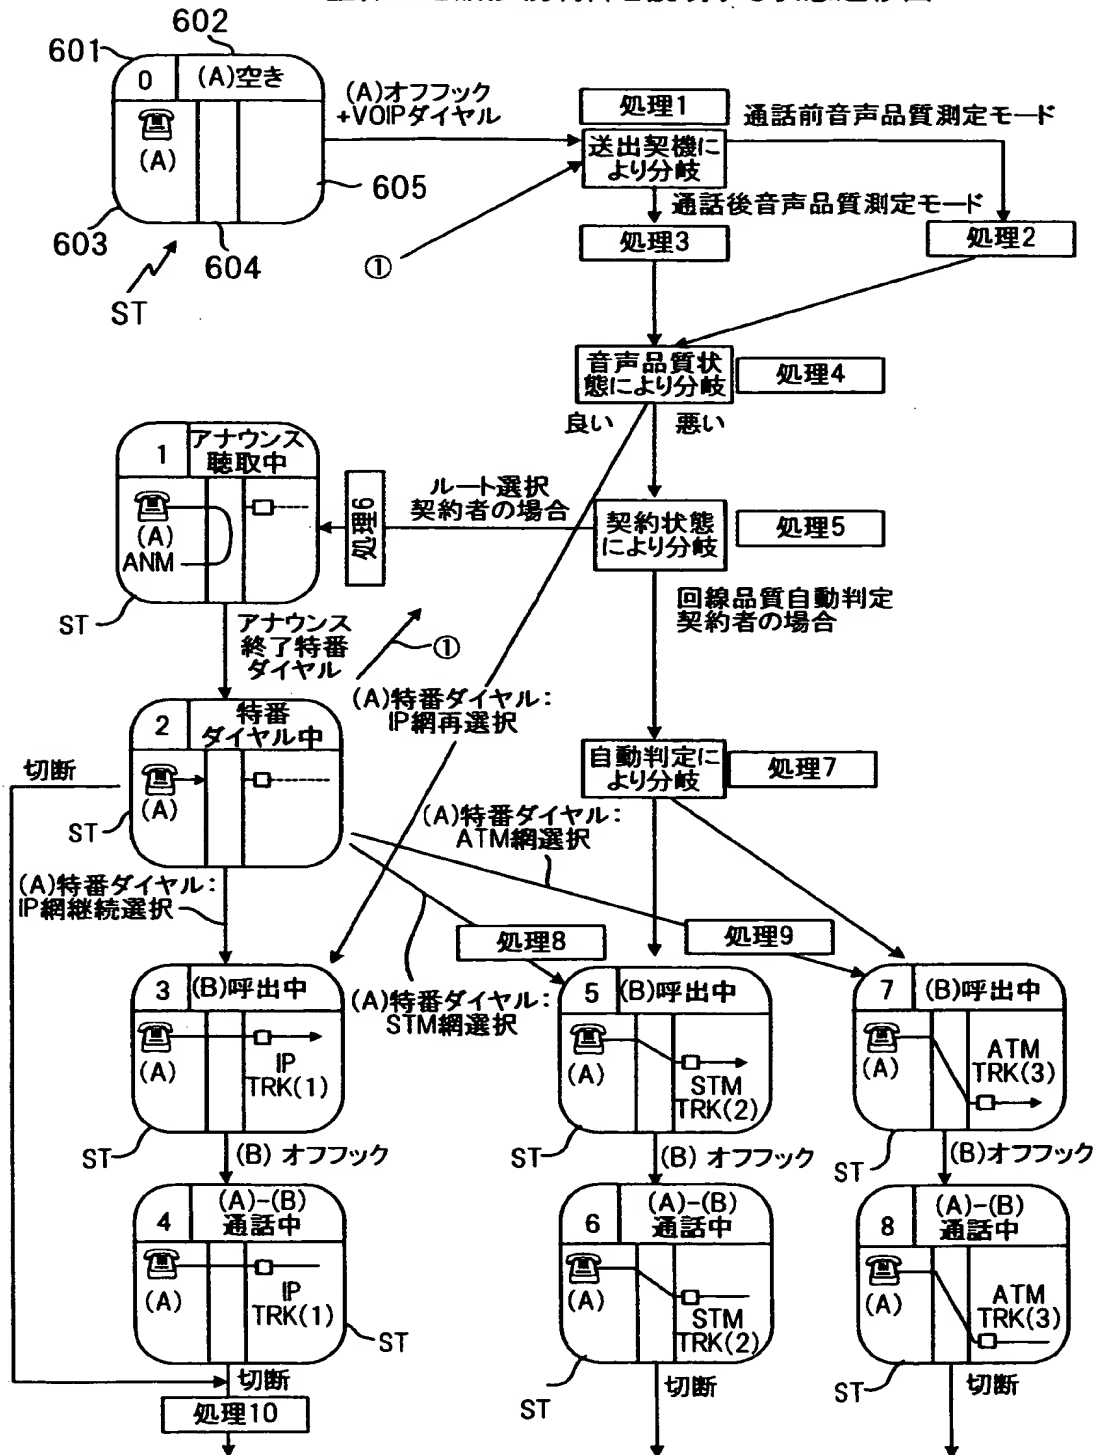 602
601
0
(A)空き
(A)
603
604
605
ST
(A)オフフック
+VOIPダイヤル
処理1
通話前音声品質測定モード
送出契機に
より分岐
通話後音声品質測定モード
処理3
処理2
①
音声品質状
態により分岐
処理4
良い
悪い
1
アナウンス
聴取中
(A)
ANM
ST
処理6
ルート選択
契約者の場合
契約状態
により分岐
処理5
回線品質自動判定
契約者の場合
アナウンス
終了特番
ダイヤル
①
(A)特番ダイヤル:
IP網再選択
2
特番
ダイヤル中
(A)
ST
切断
自動判定に
より分岐
処理7
(A)特番ダイヤル:
ATM網選択
(A)特番ダイヤル:
IP網継続選択
処理8
処理9
(A)特番ダイヤル:
STM網選択
3
(B)呼出中
(A)
IP
TRK(1)
ST
5
(B)呼出中
(A)
STM
TRK(2)
ST
7
(B)呼出中
(A)
ATM
TRK(3)
ST
(B) オフフック
(B) オフフック
(B)オフフック
4
(A)-(B)
通話中
(A)
IP
TRK(1)
ST
6
(A)-(B)
通話中
(A)
STM
TRK(2)
ST
8
(A)-(B)
通話中
(A)
ATM
TRK(3)
ST
切断
切断
切断
処理10